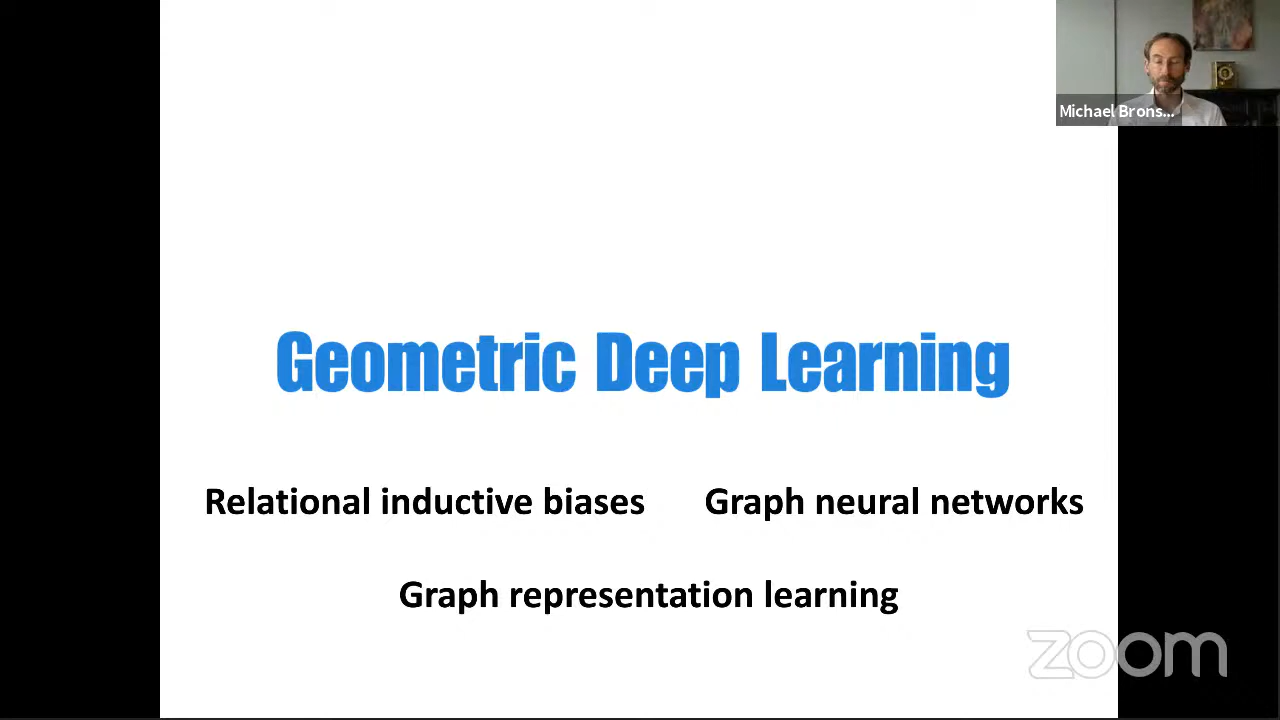 Michael Brons...
Geometric Deep Learning
Relational inductive biases Graph neural networks
Graph representation learning
zoom